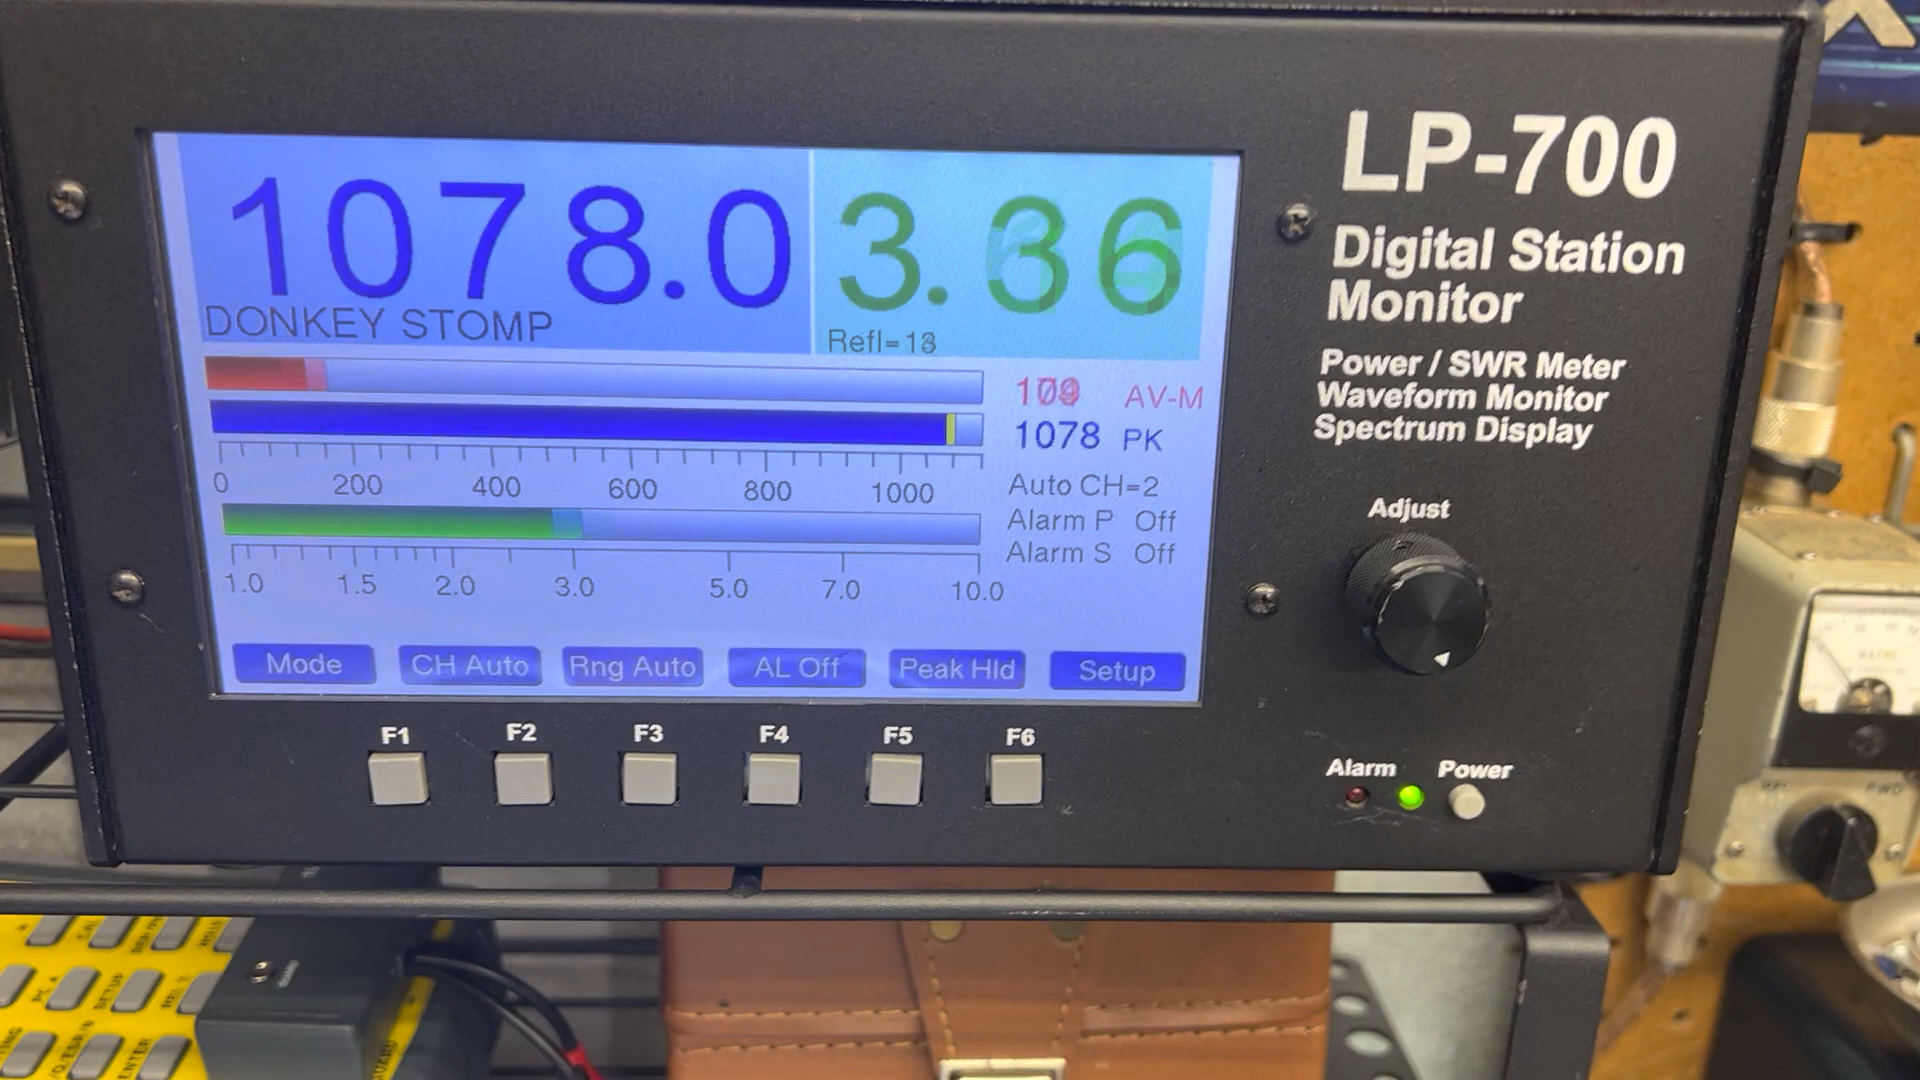 1078.0
3.36
DONKEY STOMP
Refl=
AV-M
1078 PK
0 200 400 600 800 1000
Auto CH=2
Alarm P Off
Alarm S Off
1.0 1.5 2.0 3.0 5.0 7.0 10.0
Mode CH Auto Rng Auto AL Off Peak Hld Setup
F1 F2 F3 F4 F5 F6
LP-700
Digital Station
Monitor
Power / SWR Meter
Waveform Monitor
Spectrum Display
Adjust
Alarm Power
FWD
ENTER